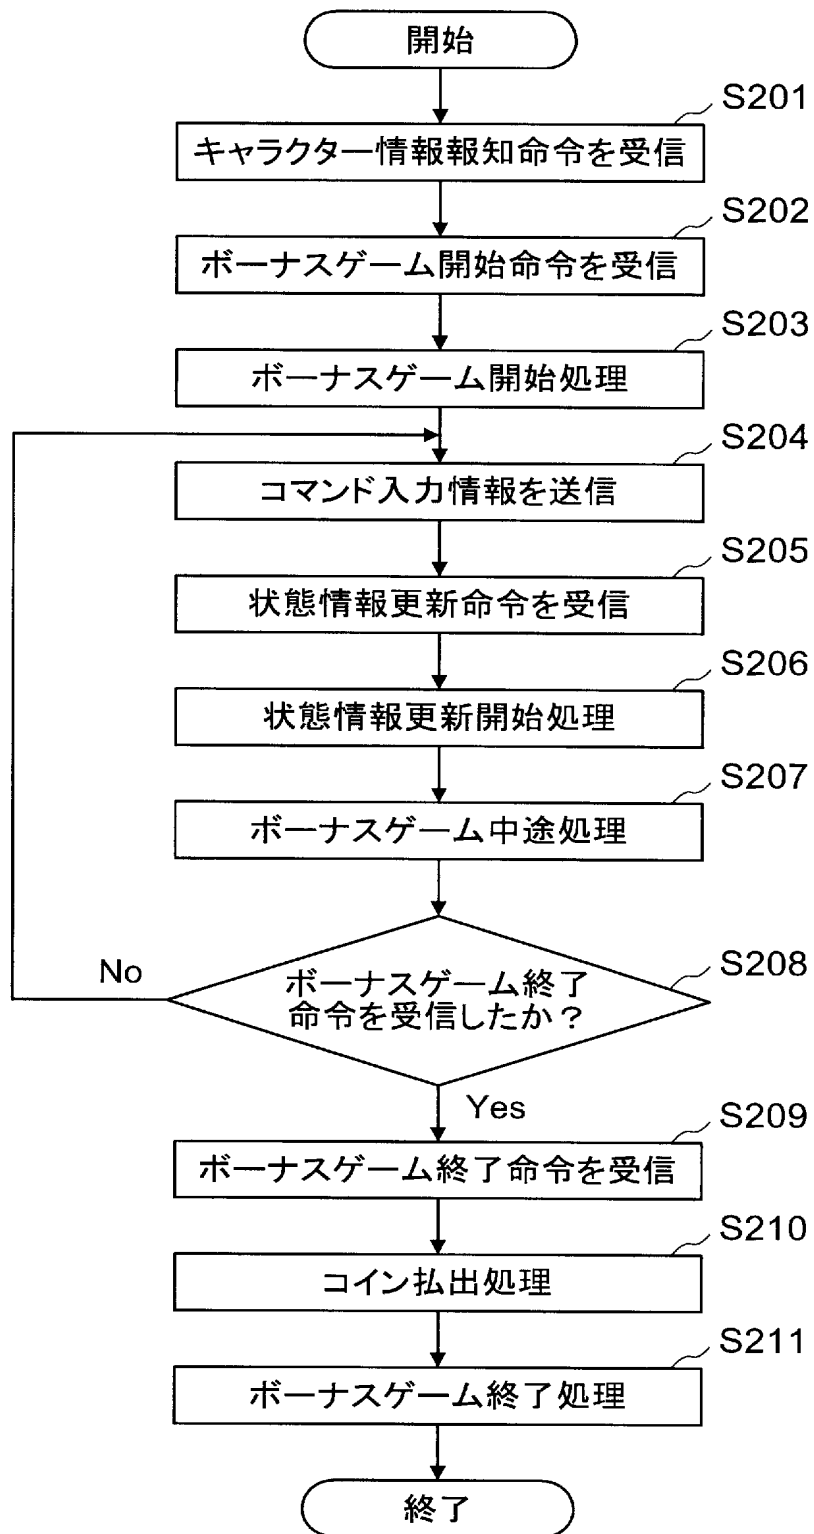 開始
S201
キャラクター情報報知命令を受信
S202
ボーナスゲーム開始命令を受信
S203
ボーナスゲーム開始処理
S204
コマンド入力情報を送信
S205
状態情報更新命令を受信
S206
状態情報更新開始処理
S207
ボーナスゲーム中途処理
S208
No
ボーナスゲーム終了
命令を受信したか？
Yes
S209
ボーナスゲーム終了命令を受信
S210
コイン払出処理
S211
ボーナスゲーム終了処理
終了